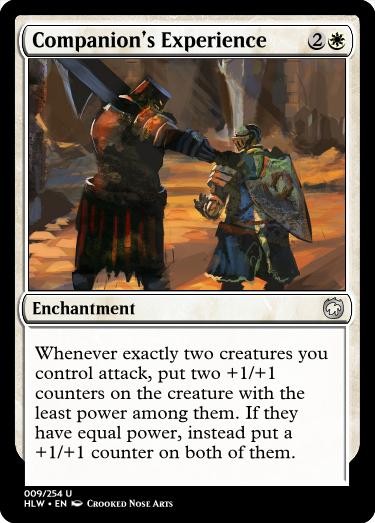 Companion's Experience 2
Enchantment
Whenever exactly two creatures you
control attack, put two +1/+1
counters on the creature with the
least power among them. If they
have equal power, instead put a
+1/+1 counter on both of them.
009/254 U
HLW • EN Crooked Nose Arts